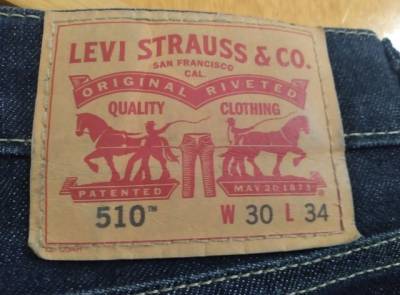 LEVI STRAUSS & CO.
SAN FRANCISCO
CAL.
ORIGINAL RIVETED
QUALITY CLOTHING
PATENTED MAY 20 1873
510™ W 30 L 34